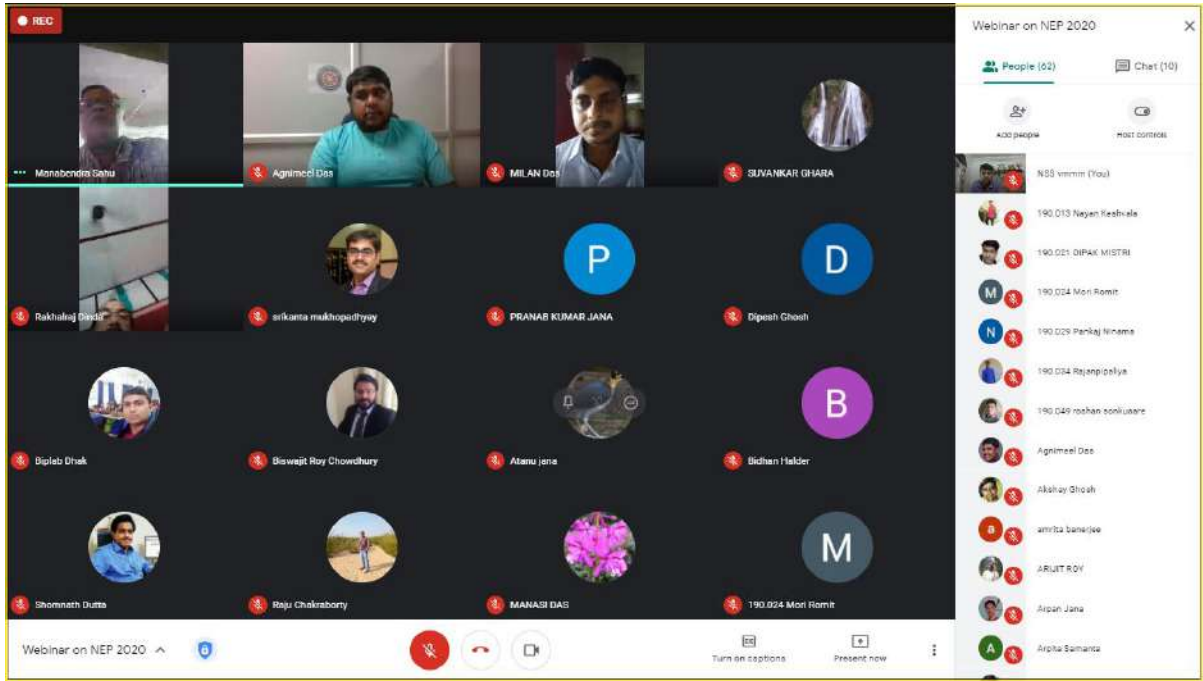 REC
Webinar on NEP 2020
People (62)
Chat (10)
Add people
Host controls
Manabendra Sahu
Agnimeel Das
MILAN Das
SUVANKAR GHARA
Rakhalraj Dinda
srikanta mukhopadhyay
P
PRANAB KUMAR JANA
D
Dipesh Ghosh
Biplab Dhak
Biswajit Roy Chowdhury
Atanu jana
B
Bidhan Halder
Shomnath Dutta
Raju Chakraborty
MANASI DAS
M
190.024 Mori Romit
NSS vmmm (You)
190.013 Nayan Keshvala
190.021 DIPAK MISTRI
M
190.024 Mori Romit
N
190.029 Pankaj Ninama
190.034 Rajanpipaliya
190.049 roshan sonkusare
Agnimeel Das
Akshay Ghosh
a
amrita banerjee
ARIJIT ROY
Arpan Jana
A
Arpita Samanta
Webinar on NEP 2020
Turn on captions
Present now